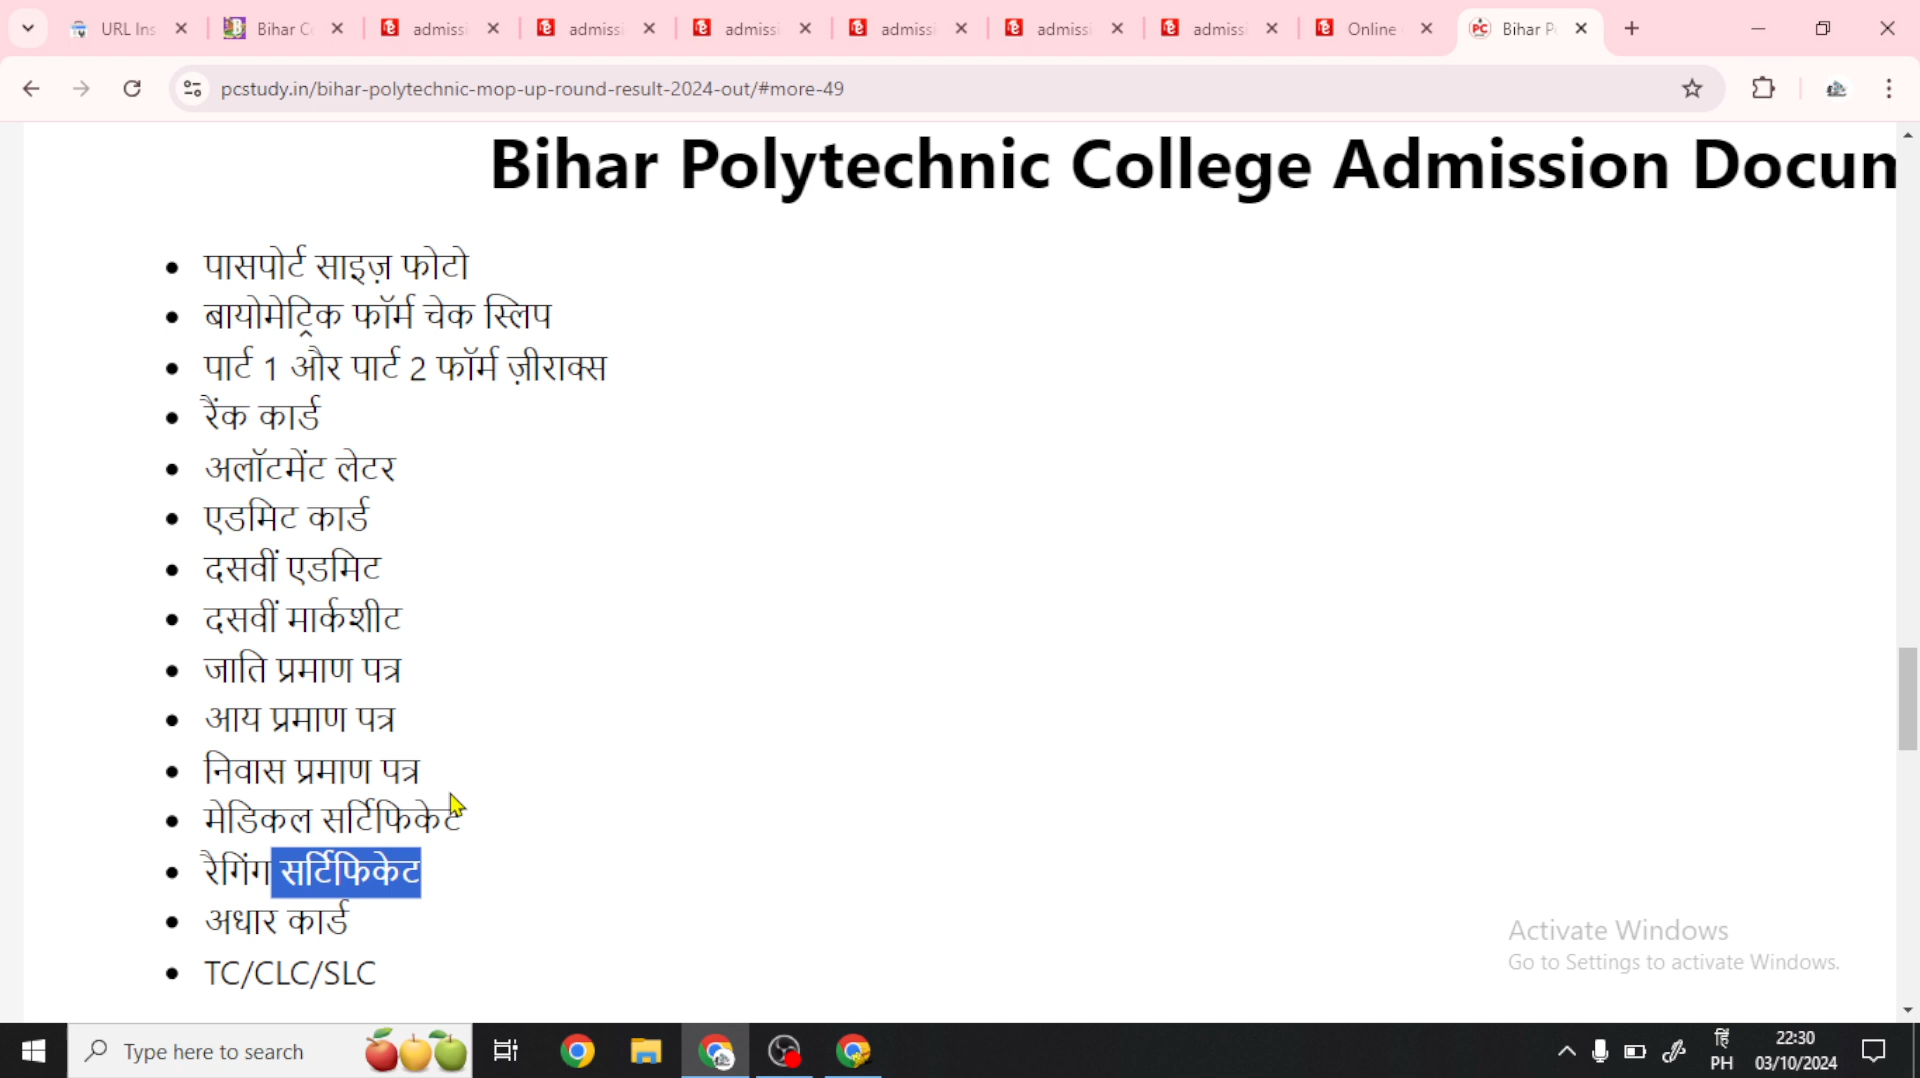 URL Ins
Bihar C
admissi
admissi
admissi
admissi
admissi
admissi
Online
Bihar P
pcstudy.in/bihar-polytechnic-mop-up-round-result-2024-out/#more-49
Bihar Polytechnic College Admission Docum
पासपोर्ट साइज़ फोटो
बायोमेट्रिक फॉर्म चेक स्लिप
पार्ट 1 और पार्ट 2 फॉर्म ज़ीराक्स
रैंक कार्ड
अलॉटमेंट लेटर
एडमिट कार्ड
दसवीं एडमिट
दसवीं मार्कशीट
जाति प्रमाण पत्र
आय प्रमाण पत्र
निवास प्रमाण पत्र
मेडिकल सर्टिफिकेट
रैगिंग सर्टिफिकेट
अधार कार्ड
TC/CLC/SLC
Activate Windows
Go to Settings to activate Windows.
Type here to search
हिं
PH
22:30
03/10/2024